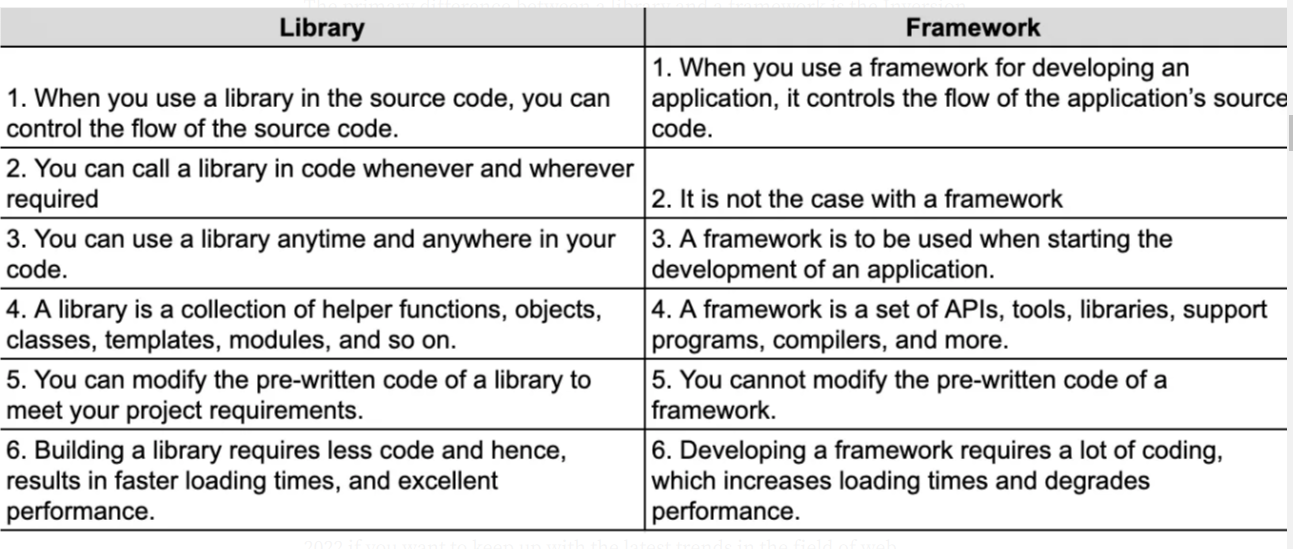 The primary difference between a library and a framework is the Inversion
Library
Framework
1. When you use a library in the source code, you can
control the flow of the source code.
1. When you use a framework for developing an
application, it controls the flow of the application's source
code.
2. You can call a library in code whenever and wherever
required
2. It is not the case with a framework
3. You can use a library anytime and anywhere in your
code.
3. A framework is to be used when starting the
development of an application.
4. A library is a collection of helper functions, objects,
classes, templates, modules, and so on.
4. A framework is a set of APIs, tools, libraries, support
programs, compilers, and more.
5. You can modify the pre-written code of a library to
meet your project requirements.
5. You cannot modify the pre-written code of a
framework.
6. Building a library requires less code and hence,
results in faster loading times, and excellent
performance.
6. Developing a framework requires a lot of coding,
which increases loading times and degrades
performance.
2022 if you want to keep up with the latest trends in the field of web